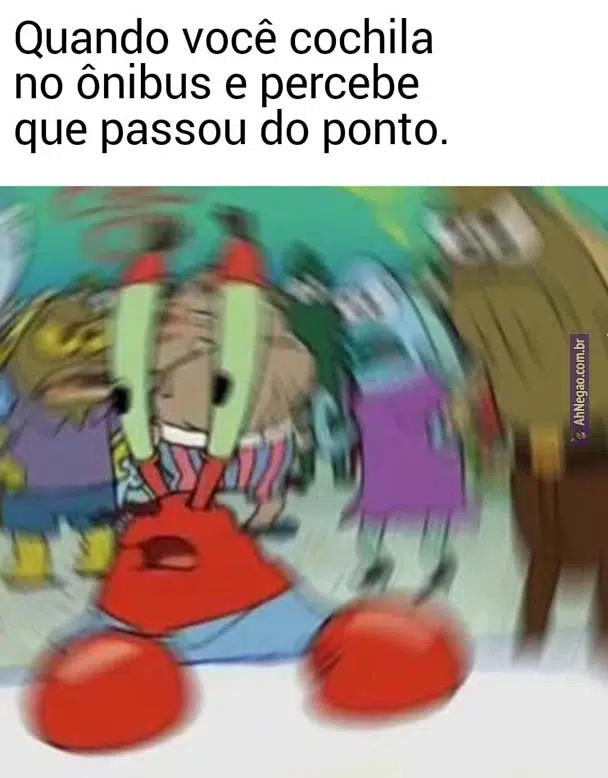 Quando você cochila
no ônibus e percebe
que passou do ponto.
AhNegao.com.br